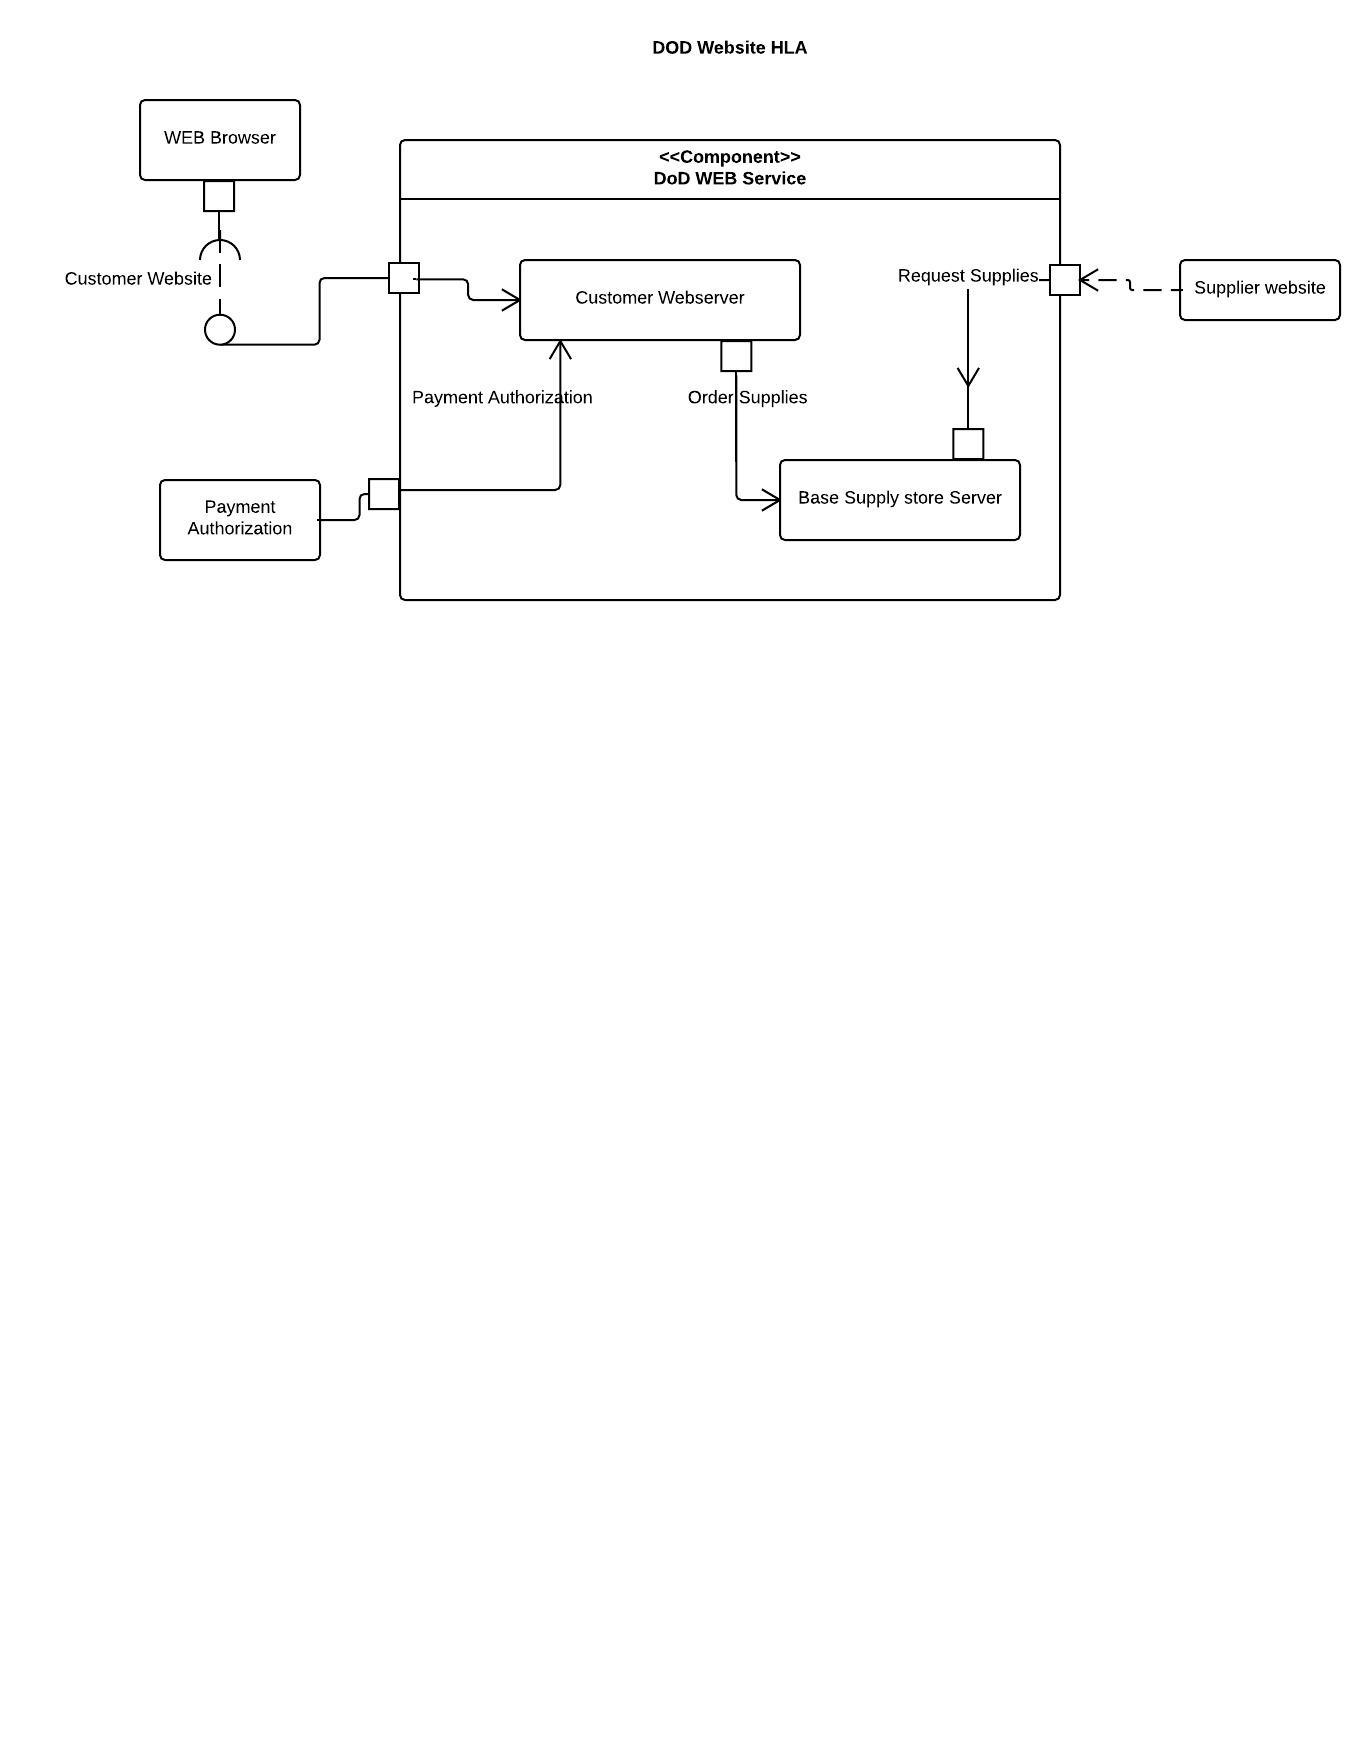 DOD Website HLA
WEB Browser
<<Component>>
DoD WEB Service
Customer Website
Customer Webserver
Request Supplies
Supplier website
Payment Authorization
Order Supplies
Payment
Authorization
Base Supply store Server